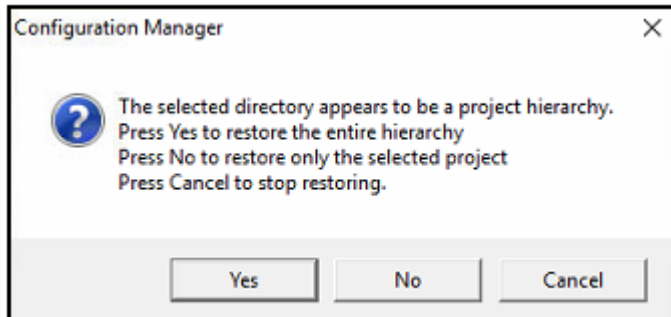 Configuration Manager
The selected directory appears to be a project hierarchy.
Press Yes to restore the entire hierarchy
Press No to restore only the selected project
Press Cancel to stop restoring.
Yes No Cancel